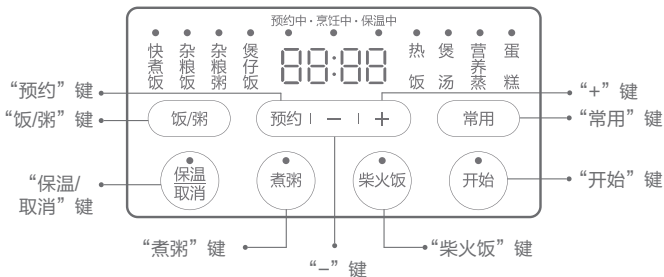 预约中·烹饪中·保温中
快煮饭
杂粮饭
杂粮粥
煲仔饭
88:88
热饭
煲汤
营养蒸
蛋糕
“预约”键
“+”键
“饭/粥”键
饭/粥
预约 | − | +
常用
“常用”键
“保温/
取消”键
保温
取消
煮粥
柴火饭
开始
“开始”键
“煮粥”键
“−”键
“柴火饭”键